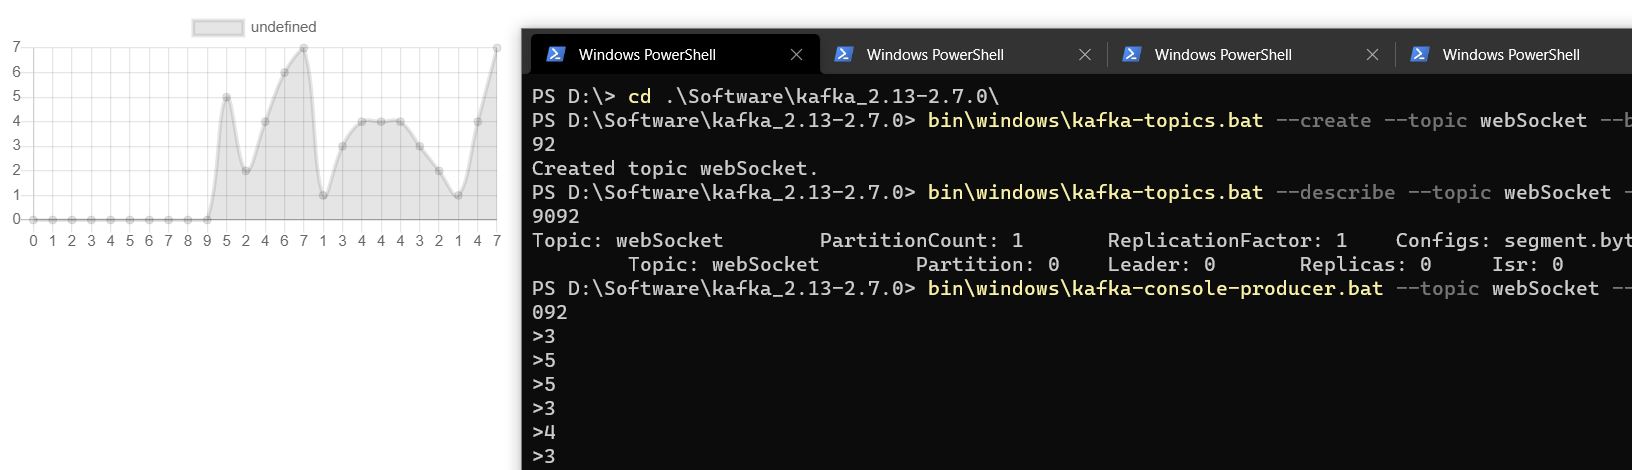 undefined
7
6
5
4
3
2
1
0
0 1 2 3 4 5 6 7 8 9 5 2 4 6 7 1 3 4 4 4 3 2 1 4 7
Windows PowerShell Windows PowerShell Windows PowerShell Windows PowerShell
PS D:\> cd .\Software\kafka_2.13-2.7.0\
PS D:\Software\kafka_2.13-2.7.0> bin\windows\kafka-topics.bat --create --topic webSocket --b
92
Created topic webSocket.
PS D:\Software\kafka_2.13-2.7.0> bin\windows\kafka-topics.bat --describe --topic webSocket -
9092
Topic: webSocket PartitionCount: 1 ReplicationFactor: 1 Configs: segment.byt
Topic: webSocket Partition: 0 Leader: 0 Replicas: 0 Isr: 0
PS D:\Software\kafka_2.13-2.7.0> bin\windows\kafka-console-producer.bat --topic webSocket --
092
>3
>5
>5
>3
>4
>3